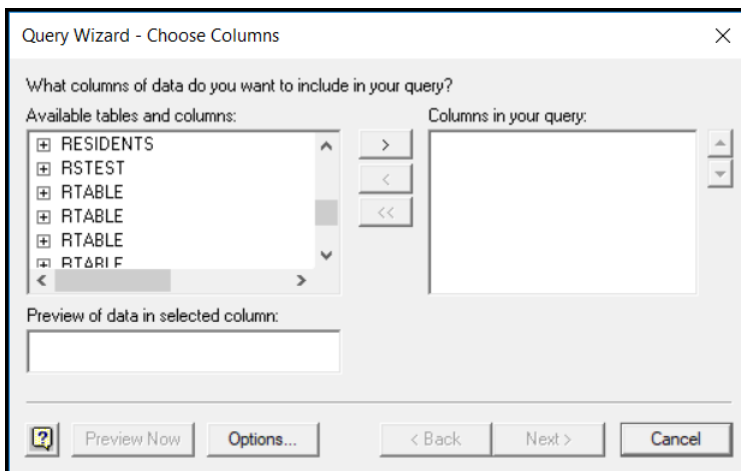 Query Wizard - Choose Columns
What columns of data do you want to include in your query?
Available tables and columns:
Columns in your query:
RESIDENTS
RSTEST
RTABLE
RTABLE
RTABLE
RTABLE
>
<
<<
Preview of data in selected column:
?
Preview Now
Options...
< Back
Next >
Cancel